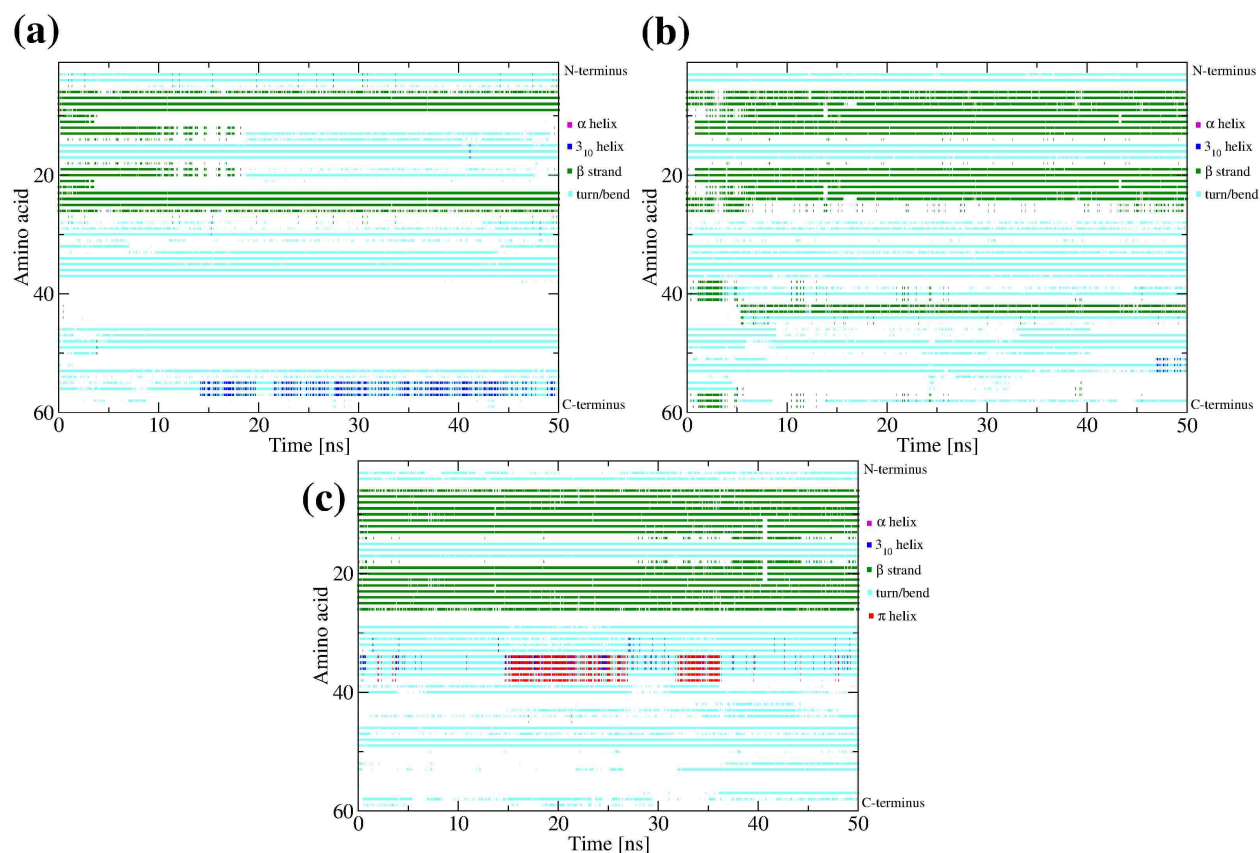 (a)
N-terminus
α helix
3₁₀ helix
β strand
turn/bend
20
40
60
Amino acid
C-terminus
0 10 20 30 40 50
Time [ns]
(b)
N-terminus
α helix
3₁₀ helix
β strand
turn/bend
20
40
60
Amino acid
C-terminus
0 10 20 30 40 50
Time [ns]
(c)
N-terminus
α helix
3₁₀ helix
β strand
turn/bend
π helix
20
40
60
Amino acid
C-terminus
0 10 20 30 40 50
Time [ns]